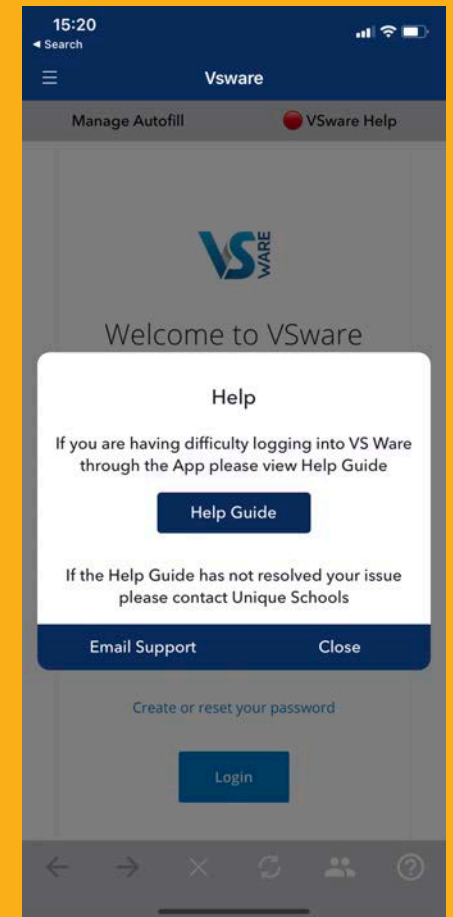 15:20
◄ Search
Vsware
Manage Autofill
VSware Help
VS
WARE
Welcome to VSware
Help
If you are having difficulty logging into VS Ware
through the App please view Help Guide
Help Guide
If the Help Guide has not resolved your issue
please contact Unique Schools
Email Support
Close
Create or reset your password
Login